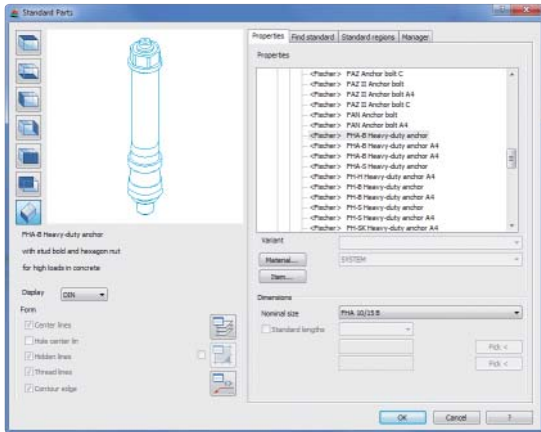 Standard Parts
Properties
Find standard
Standard regions
Manager
Properties
<Fischer> FAZ Anchor bolt C
<Fischer> FAZ II Anchor bolt
<Fischer> FAZ II Anchor bolt A4
<Fischer> FAZ II Anchor bolt C
<Fischer> FAN Anchor bolt
<Fischer> FAN Anchor bolt A4
<Fischer> FHA-B Heavy-duty anchor
<Fischer> FHA-B Heavy-duty anchor A4
<Fischer> FHA-S Heavy-duty anchor
<Fischer> FH-H Heavy-duty anchor A4
<Fischer> FH-B Heavy-duty anchor
<Fischer> FH-B Heavy-duty anchor A4
<Fischer> FH-S Heavy-duty anchor
<Fischer> FH-S Heavy-duty anchor A4
<Fischer> FH-SK Heavy-duty anchor A4
Variant
Material...
SYSTEM
Item...
FHA-B Heavy-duty anchor
with stud bold and hexagon nut
for high loads in concrete
Display
DIN
Form
Center lines
Hole center lin
Hidden lines
Thread lines
Contour edge
Dimensions
Nominal size
FHA 10/15 B
Standard lengths
Pick <
Pick <
OK
Cancel
?